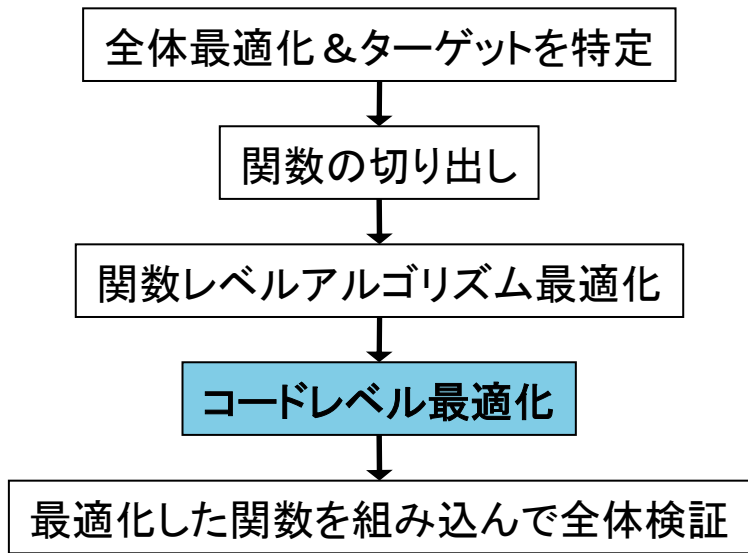 全体最適化＆ターゲットを特定
関数の切り出し
関数レベルアルゴリズム最適化
コードレベル最適化
最適化した関数を組み込んで全体検証